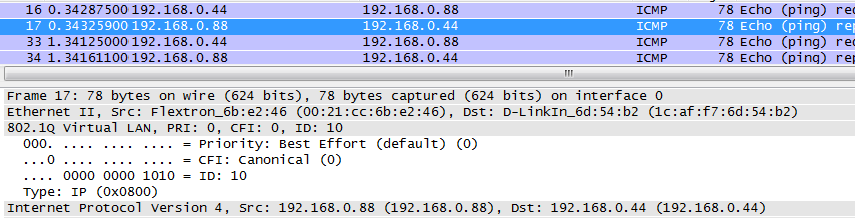 16 0.34287500 192.168.0.44 192.168.0.88 ICMP 78 Echo (ping) req
17 0.34325900 192.168.0.88 192.168.0.44 ICMP 78 Echo (ping) rep
33 1.34125000 192.168.0.44 192.168.0.88 ICMP 78 Echo (ping) req
34 1.34161100 192.168.0.88 192.168.0.44 ICMP 78 Echo (ping) rep
Frame 17: 78 bytes on wire (624 bits), 78 bytes captured (624 bits) on interface 0
Ethernet II, Src: Flextron_6b:e2:46 (00:21:cc:6b:e2:46), Dst: D-LinkIn_6d:54:b2 (1c:af:f7:6d:54:b2)
802.1Q Virtual LAN, PRI: 0, CFI: 0, ID: 10
000. .... .... .... = Priority: Best Effort (default) (0)
...0 .... .... .... = CFI: Canonical (0)
.... 0000 0000 1010 = ID: 10
Type: IP (0x0800)
Internet Protocol Version 4, Src: 192.168.0.88 (192.168.0.88), Dst: 192.168.0.44 (192.168.0.44)